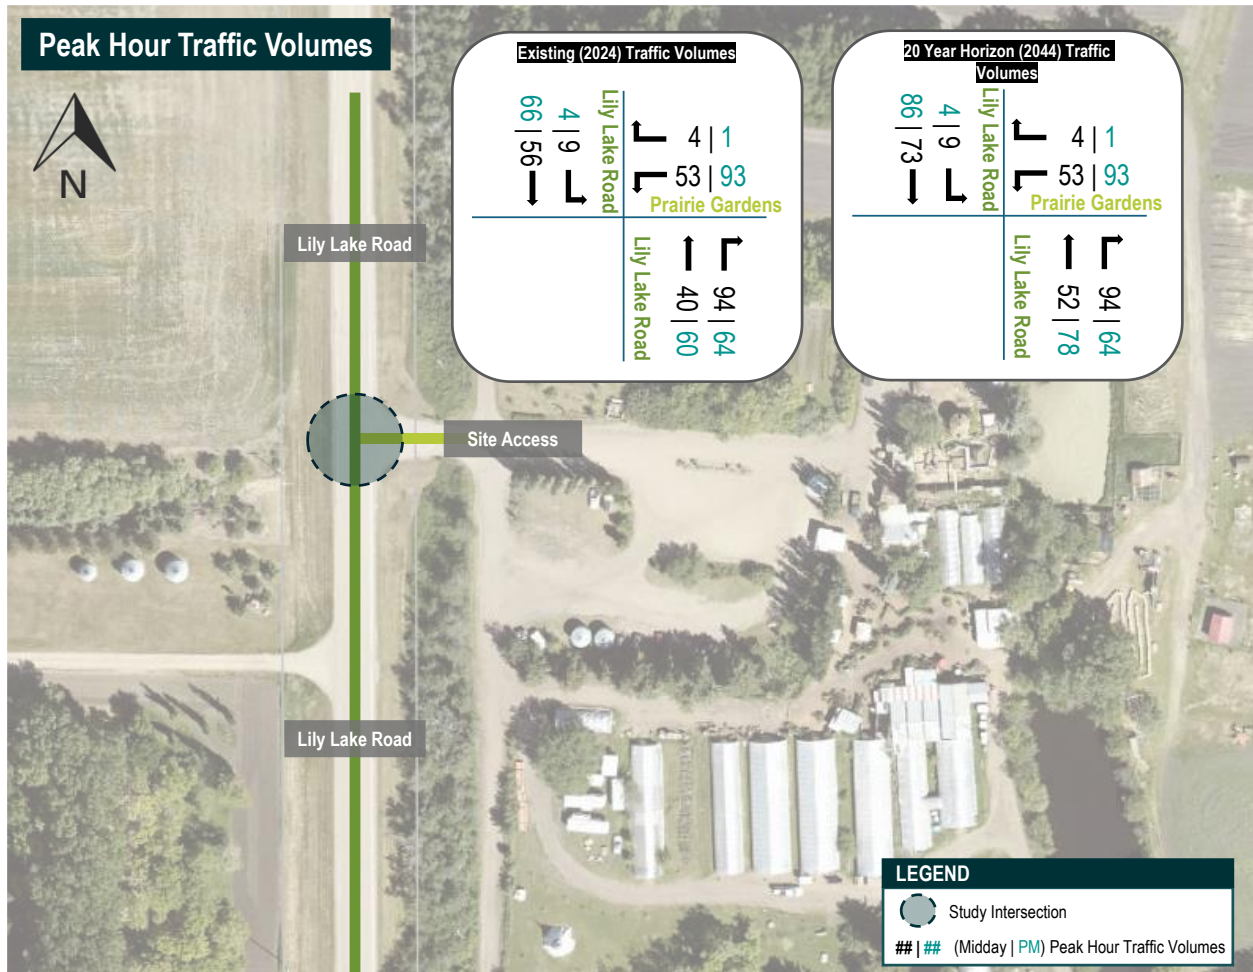 Peak Hour Traffic Volumes
N
Existing (2024) Traffic Volumes
66 | 56
4 | 9
Lily Lake Road
4 | 1
53 | 93
Prairie Gardens
Lily Lake Road
40 | 60
94 | 64
20 Year Horizon (2044) Traffic
Volumes
86 | 73
4 | 9
Lily Lake Road
4 | 1
53 | 93
Prairie Gardens
Lily Lake Road
52 | 78
94 | 64
Lily Lake Road
Site Access
Lily Lake Road
LEGEND
Study Intersection
## | ## (Midday | PM) Peak Hour Traffic Volumes